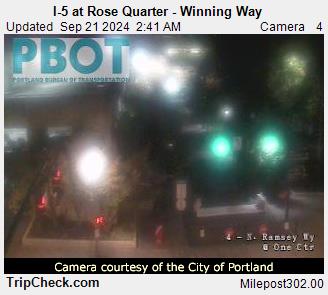 I-5 at Rose Quarter - Winning Way
Updated Sep 21 2024 2:41 AM Camera 4
PBOT
PORTLAND BUREAU OF TRANSPORTATION
4 - N. Ramsey Wy
@ One Ctr
Camera courtesy of the City of Portland
TripCheck.com Milepost302.00